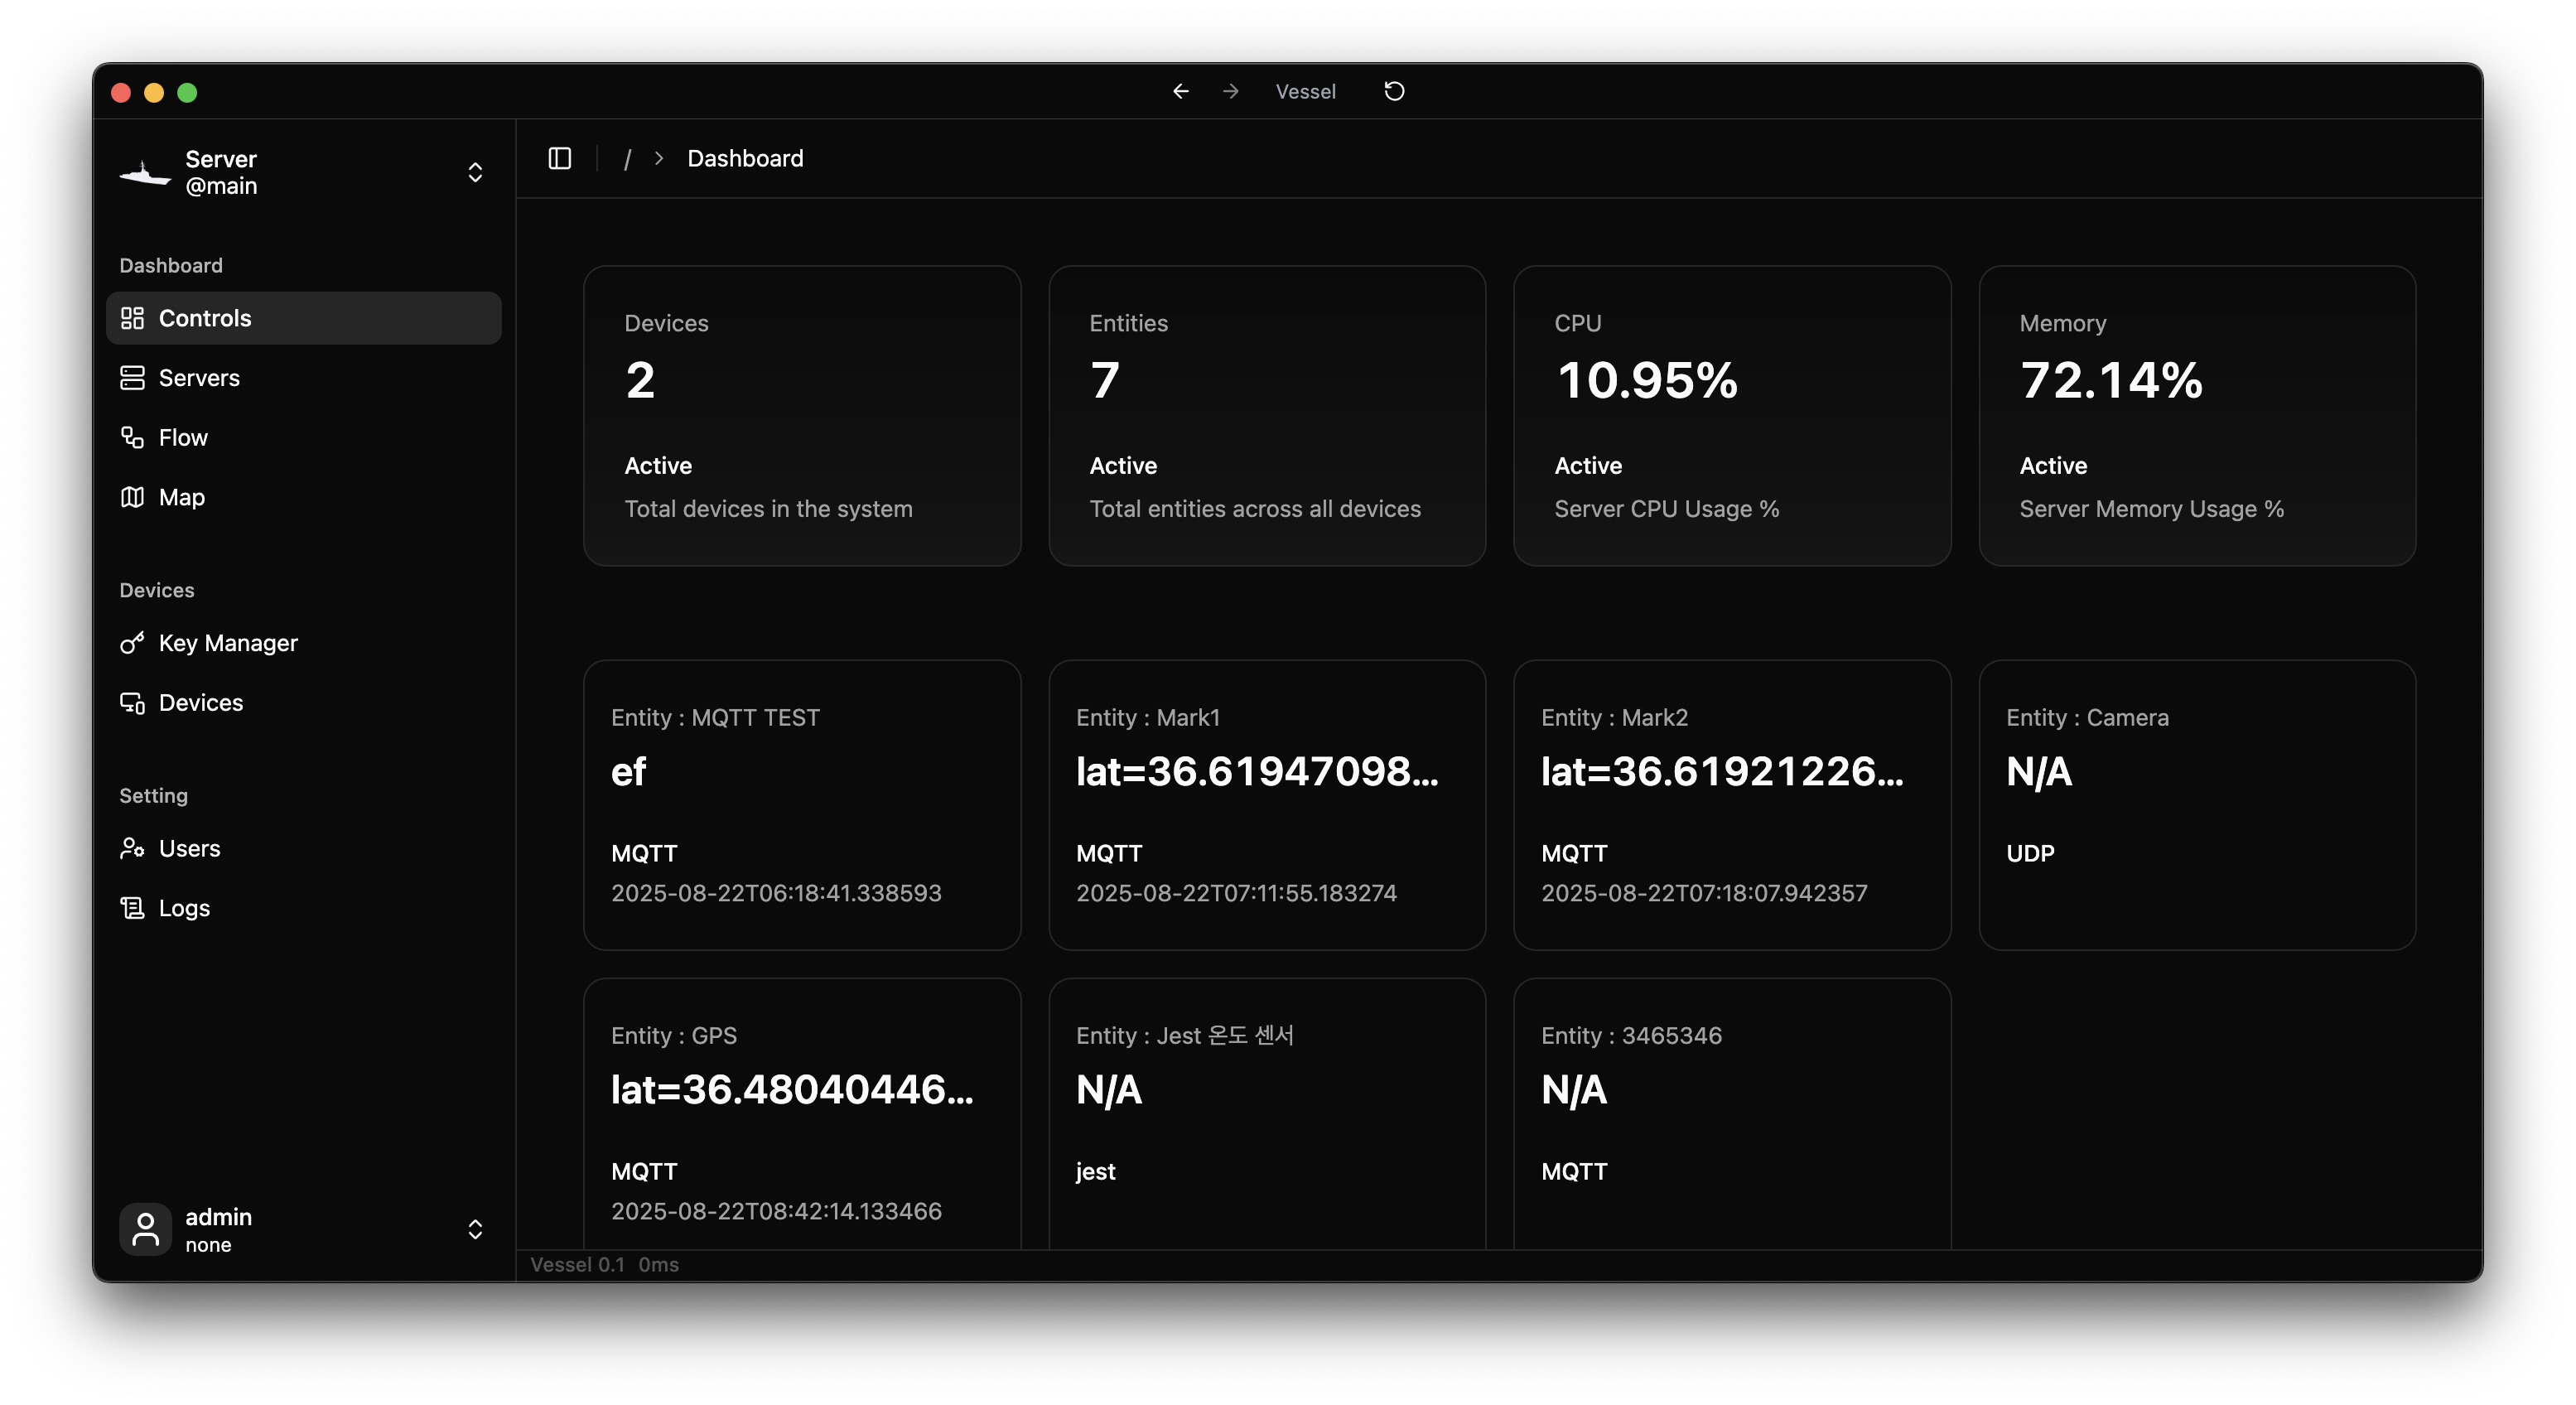 Vessel
Server
@main
/ > Dashboard
Dashboard
Controls
Servers
Flow
Map
Devices
Key Manager
Devices
Setting
Users
Logs
admin
none
Devices
2
Active
Total devices in the system
Entities
7
Active
Total entities across all devices
CPU
10.95%
Active
Server CPU Usage %
Memory
72.14%
Active
Server Memory Usage %
Entity : MQTT TEST
ef
MQTT
2025-08-22T06:18:41.338593
Entity : Mark1
lat=36.61947098...
MQTT
2025-08-22T07:11:55.183274
Entity : Mark2
lat=36.61921226...
MQTT
2025-08-22T07:18:07.942357
Entity : Camera
N/A
UDP
Entity : GPS
lat=36.48040446...
MQTT
2025-08-22T08:42:14.133466
Entity : Jest 온도 센서
N/A
jest
Entity : 3465346
N/A
MQTT
Vessel 0.1 0ms